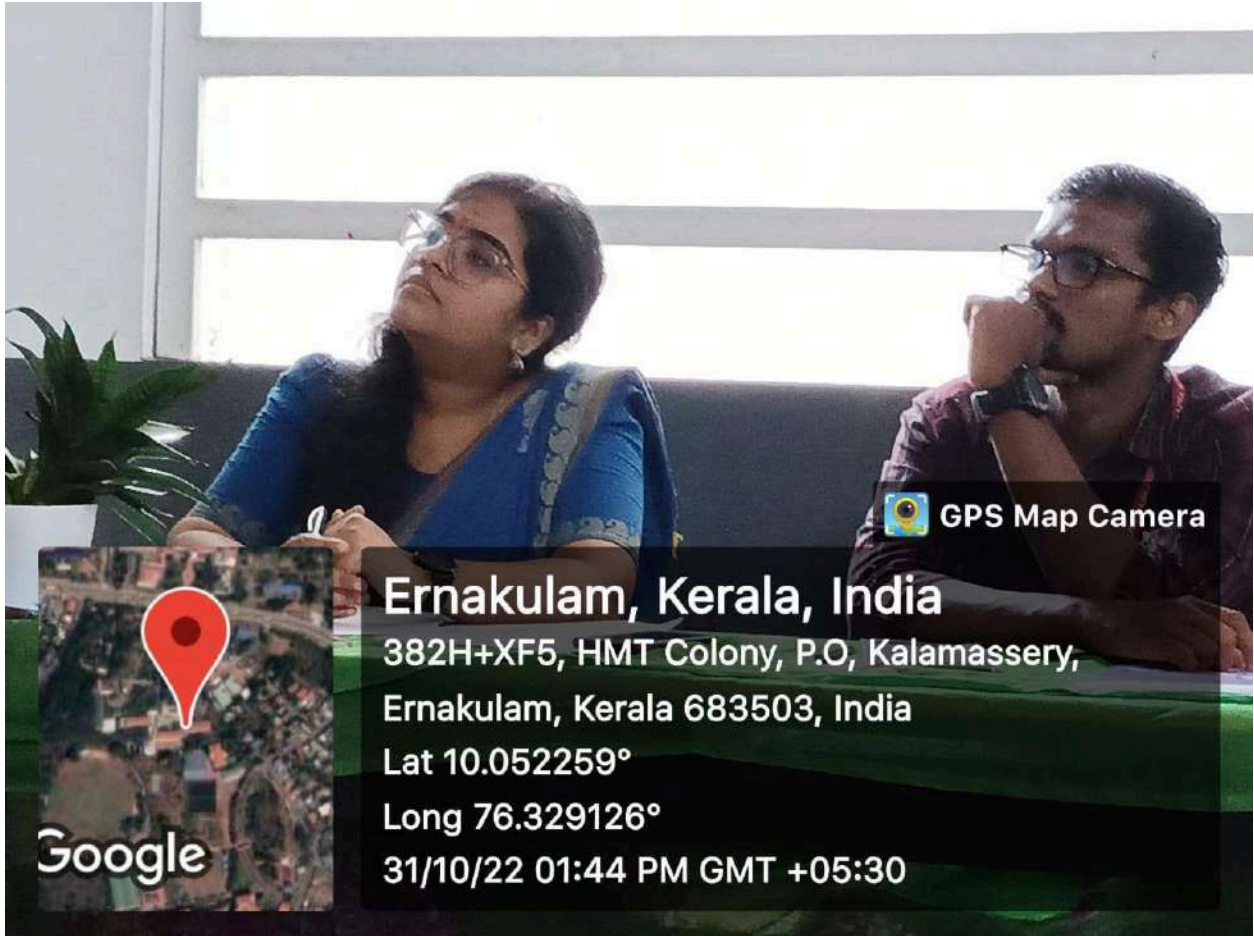 GPS Map Camera
Ernakulam, Kerala, India
382H+XF5, HMT Colony, P.O, Kalamassery,
Ernakulam, Kerala 683503, India
Lat 10.052259°
Long 76.329126°
31/10/22 01:44 PM GMT +05:30
Google